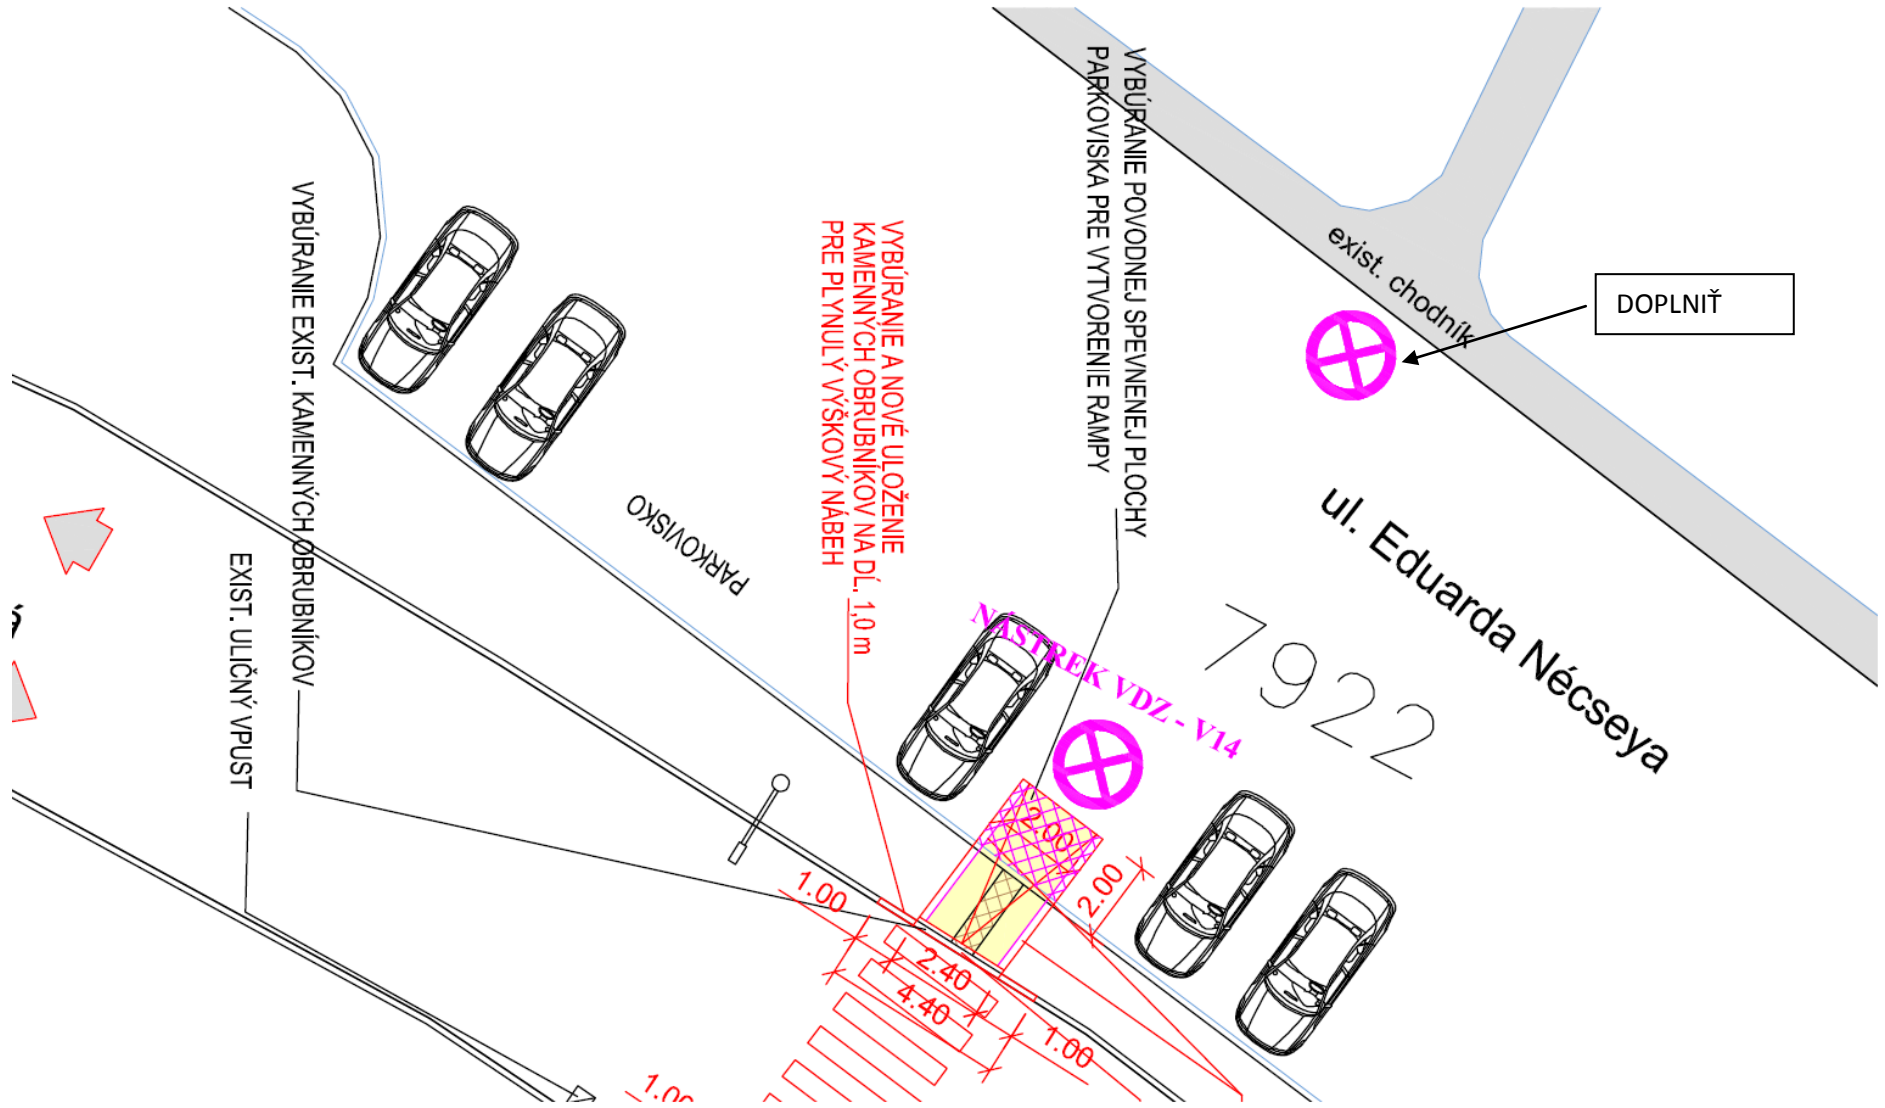 VYBÚRANIE POVODNEJ SPEVNENEJ PLOCHY
PARKOVISKA PRE VYTVORENIE RAMPY
VYBÚRANIE EXIST. KAMENNÝCH OBRUBNÍKOV
VYBÚRANIE A NOVÉ ULOŽENIE
KAMENNÝCH OBRUBNÍKOV NA DĹ. 1,0 m
PRE PLYNULÝ VÝŠKOVÝ NÁBEH
exist. chodník
DOPLNIŤ
ul. Eduarda Nécseya
PARKOVISKO
EXIST. ULIČNÝ VPUST
NÁSTREK VDZ - V14
7922
2.00
2.00
1.00
2.40
4.40
1.00
1.00